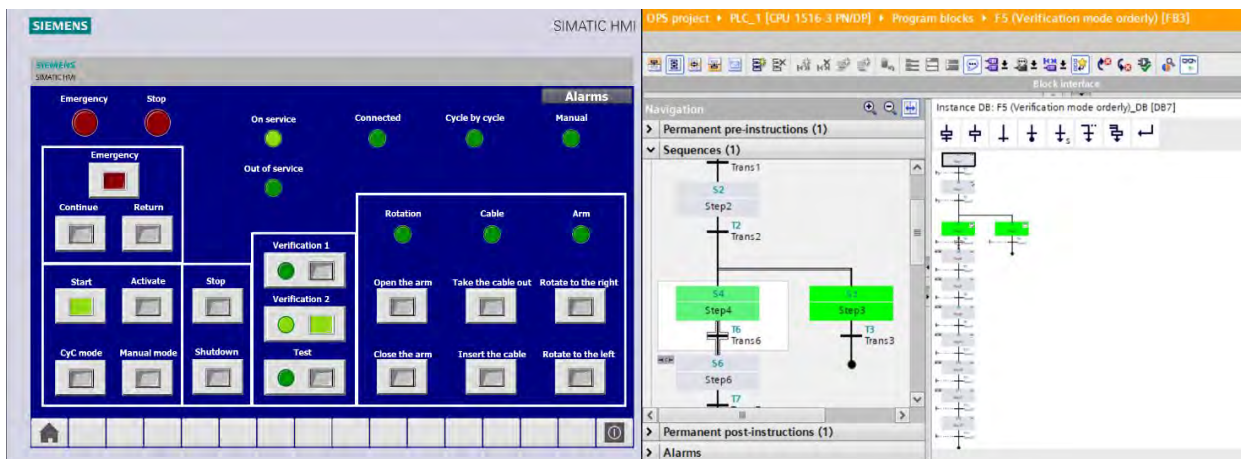 SIEMENS
SIMATIC HMI
SIEMENS
SIMATIC HMI
Alarms
Emergency
Stop
On service
Connected
Cycle by cycle
Manual
Emergency
Out of service
Continue
Return
Rotation
Cable
Arm
Verification 1
Start
Activate
Stop
Open the arm
Take the cable out
Rotate to the right
Verification 2
CyC mode
Manual mode
Shutdown
Test
Close the arm
Insert the cable
Rotate to the left
OPS project
PLC_1 [CPU 1516-3 PN/DP]
Program blocks
F5 (Verification mode orderly) [FB3]
Block interface
Navigation
Instance DB: F5 (Verification mode orderly)_DB [DB7]
Permanent pre-instructions (1)
Sequences (1)
Trans1
S2
Step2
T2
Trans2
S4
Step4
S3
Step3
T6
Trans6
T3
Trans3
S6
Step6
T7
Permanent post-instructions (1)
Alarms